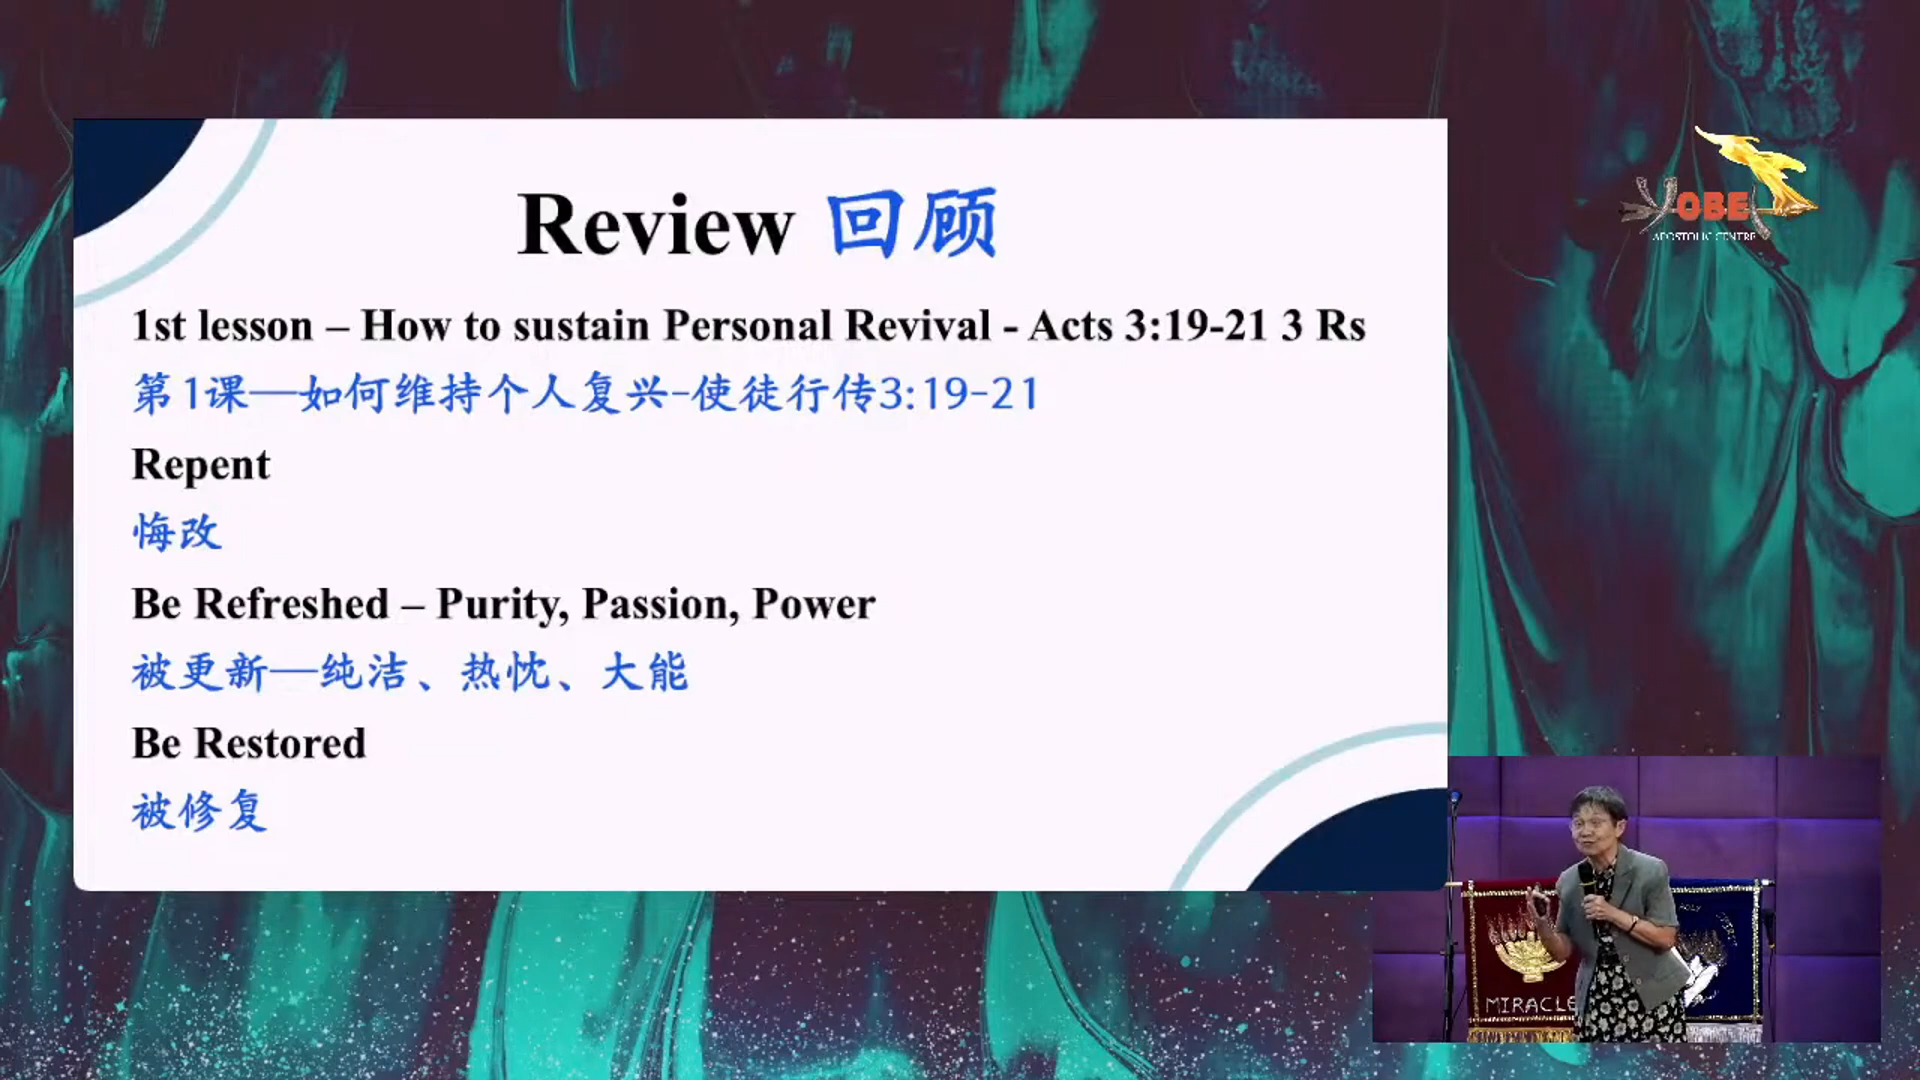 Review 回顾
1st lesson – How to sustain Personal Revival - Acts 3:19-21 3 Rs
第1课—如何维持个人复兴-使徒行传3:19-21
Repent
悔改
Be Refreshed – Purity, Passion, Power
被更新—纯洁、热忱、大能
Be Restored
被修复
YOBEL
APOSTOLIC CENTRE
MIRACLE